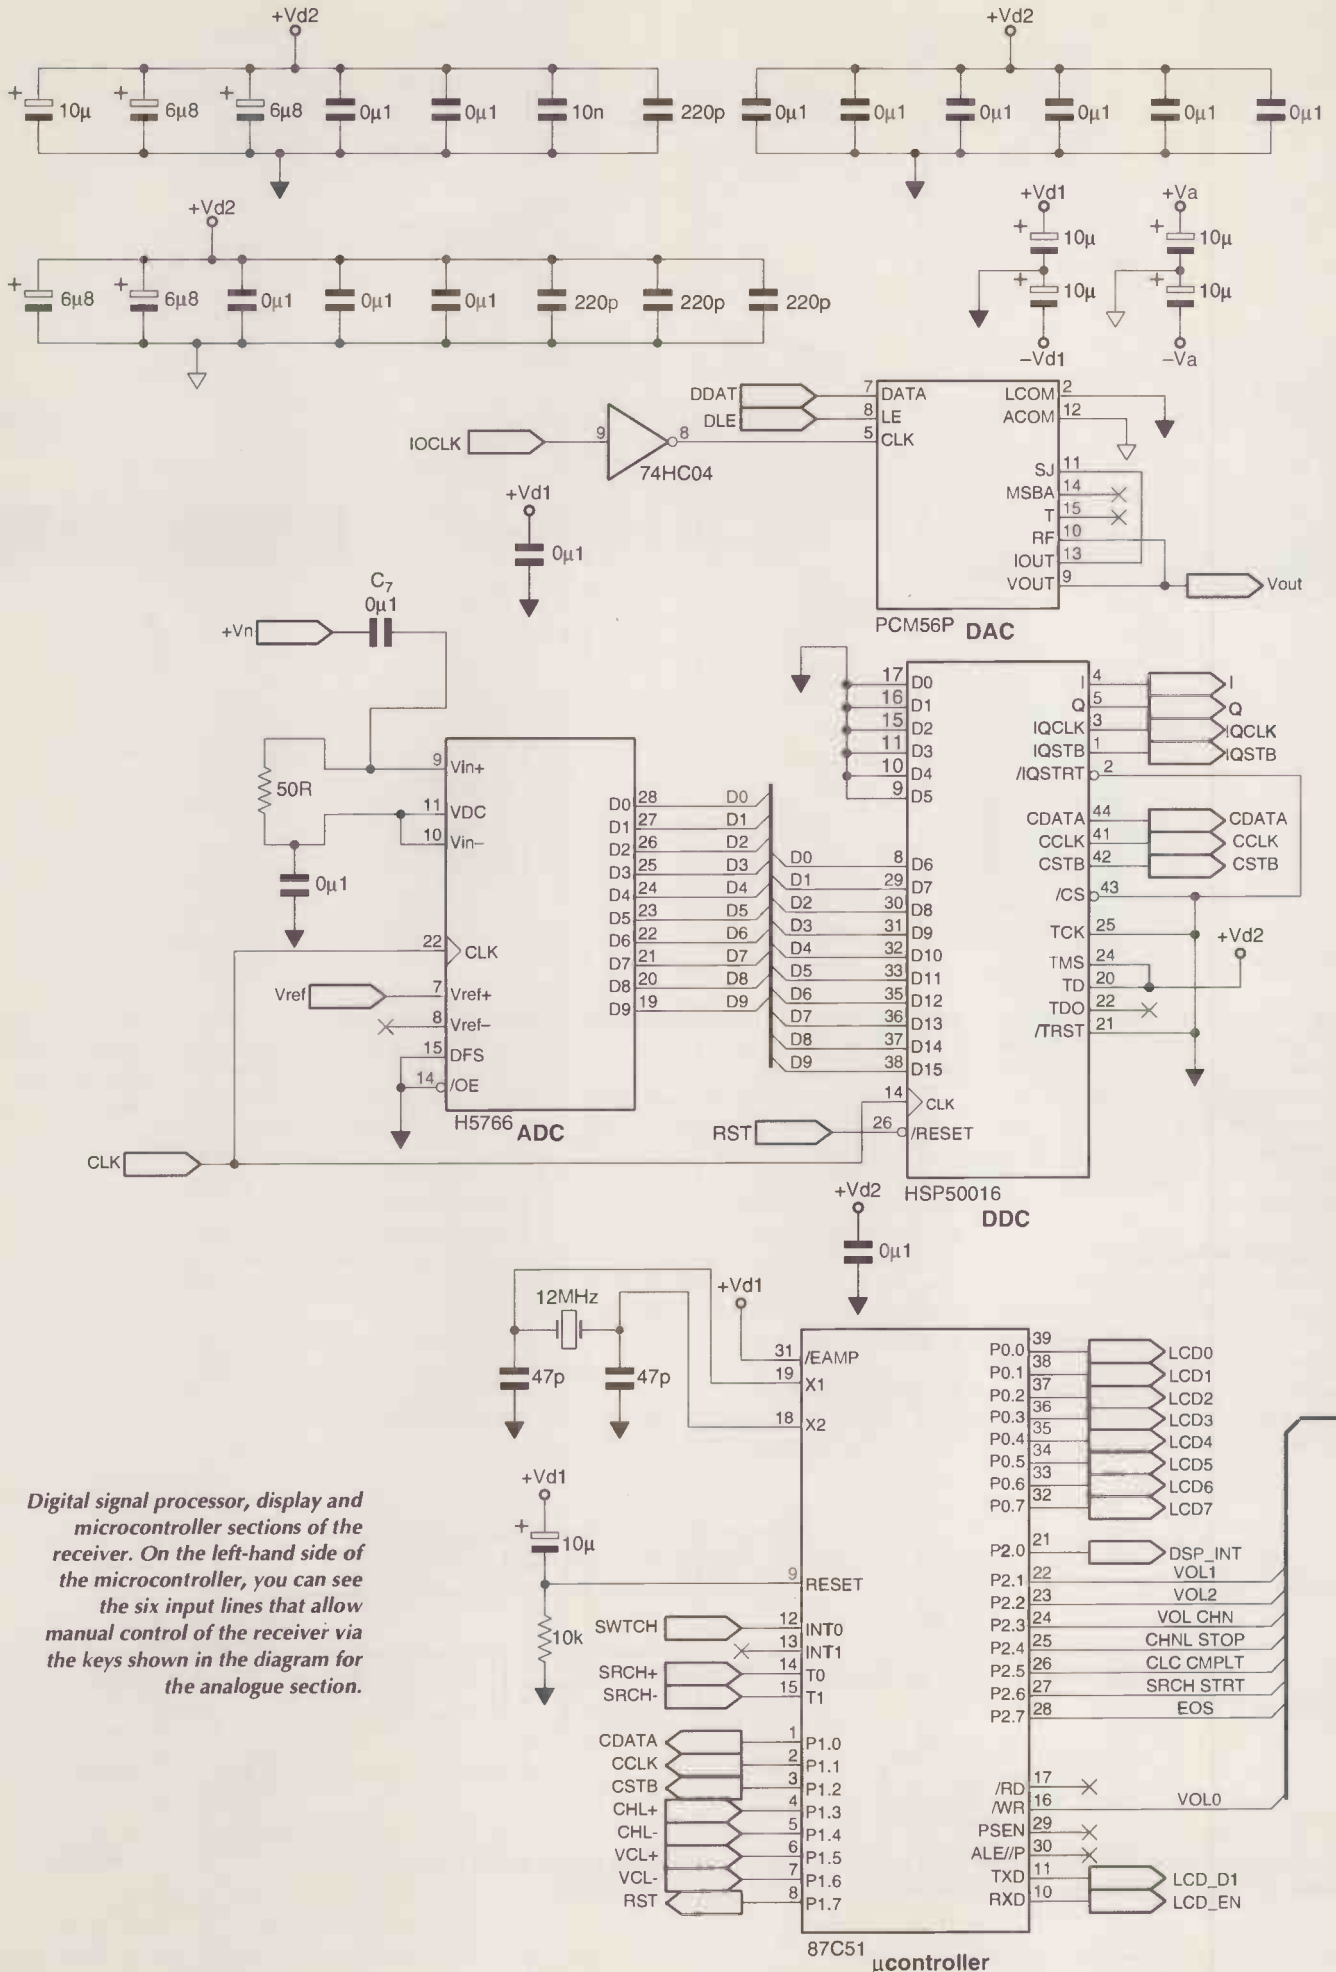 +Vd2
+Vd2
10µ 6µ8 6µ8 0µ1 0µ1 10n 220p
0µ1 0µ1 0µ1 0µ1 0µ1 0µ1
+Vd2
+Vd1 +Va
10µ 10µ
10µ 10µ
-Vd1 -Va
6µ8 6µ8 0µ1 0µ1 0µ1 220p 220p 220p
DDAT 7 DATA LCOM 2
DLE 8 LE ACOM 12
IOCLK 9 8 5 CLK
74HC04
SJ 11
MSBA 14
T 15
RF 10
IOUT 13
VOUT 9 Vout
PCM56P DAC
+Vd1
0µ1
C7
0µ1
+Vn
50R
0µ1
9 Vin+
11 VDC
10 Vin-
22 CLK
Vref 7 Vref+
8 Vref-
15 DFS
14 /OE
D0 28 D0
D1 27 D1
D2 26 D2
D3 25 D3
D4 24 D4
D5 23 D5
D6 22 D6
D7 21 D7
D8 20 D8
D9 19 D9
H5766 ADC
CLK
17 D0
16 D1
15 D2
11 D3
10 D4
9 D5
D0 8 D6
D1 29 D7
D2 30 D8
D3 31 D9
D4 32 D10
D5 33 D11
D6 35 D12
D7 36 D13
D8 37 D14
D9 38 D15
14 CLK
RST 26 /RESET
I 4 I
Q 5 Q
IQCLK 3 IQCLK
IQSTB 1 IQSTB
/IQSTRT 2
CDATA 44 CDATA
CCLK 41 CCLK
CSTB 42 CSTB
/CS 43
TCK 25
TMS 24
TD 20
TDO 22
/TRST 21
+Vd2
HSP50016
DDC
+Vd2
0µ1
12MHz
47p 47p
+Vd1
31 /EAMP
19 X1
18 X2
+Vd1
10µ
9 RESET
10k
SWTCH 12 INT0
13 INT1
SRCH+ 14 T0
SRCH- 15 T1
CDATA 1 P1.0
CCLK 2 P1.1
CSTB 3 P1.2
CHL+ 4 P1.3
CHL- 5 P1.4
VCL+ 6 P1.5
VCL- 7 P1.6
RST 8 P1.7
P0.0 39 LCD0
P0.1 38 LCD1
P0.2 37 LCD2
P0.3 36 LCD3
P0.4 35 LCD4
P0.5 34 LCD5
P0.6 33 LCD6
P0.7 32 LCD7
P2.0 21 DSP_INT
P2.1 22 VOL1
P2.2 23 VOL2
P2.3 24 VOL CHN
P2.4 25 CHNL STOP
P2.5 26 CLC CMPLT
P2.6 27 SRCH STRT
P2.7 28 EOS
/RD 17
/WR 16 VOL0
PSEN 29
ALE//P 30
TXD 11 LCD_D1
RXD 10 LCD_EN
87C51
µcontroller
Digital signal processor, display and
microcontroller sections of the
receiver. On the left-hand side of
the microcontroller, you can see
the six input lines that allow
manual control of the receiver via
the keys shown in the diagram for
the analogue section.